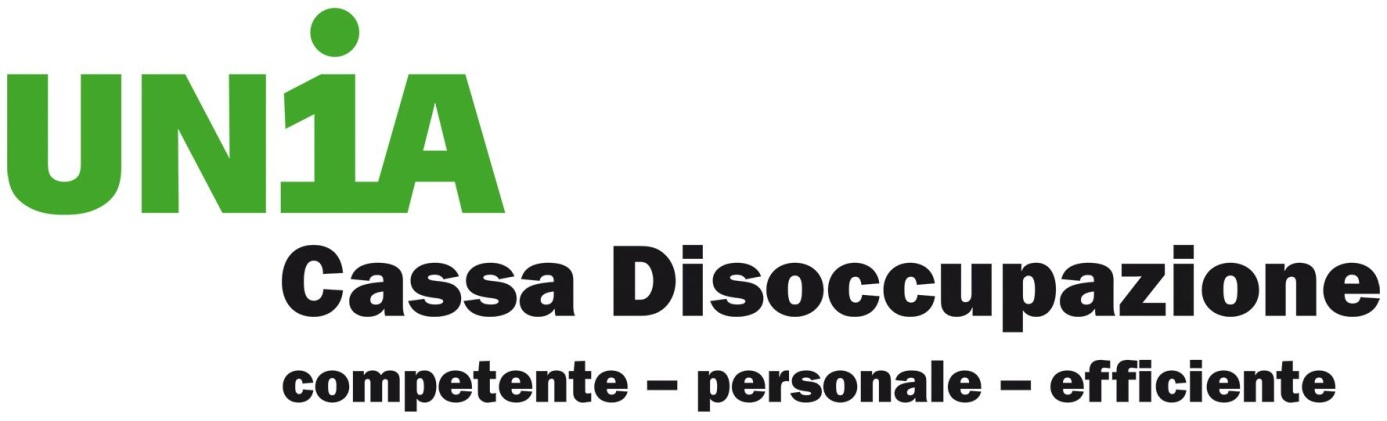 UNiA
Cassa Disoccupazione
competente – personale – efficiente